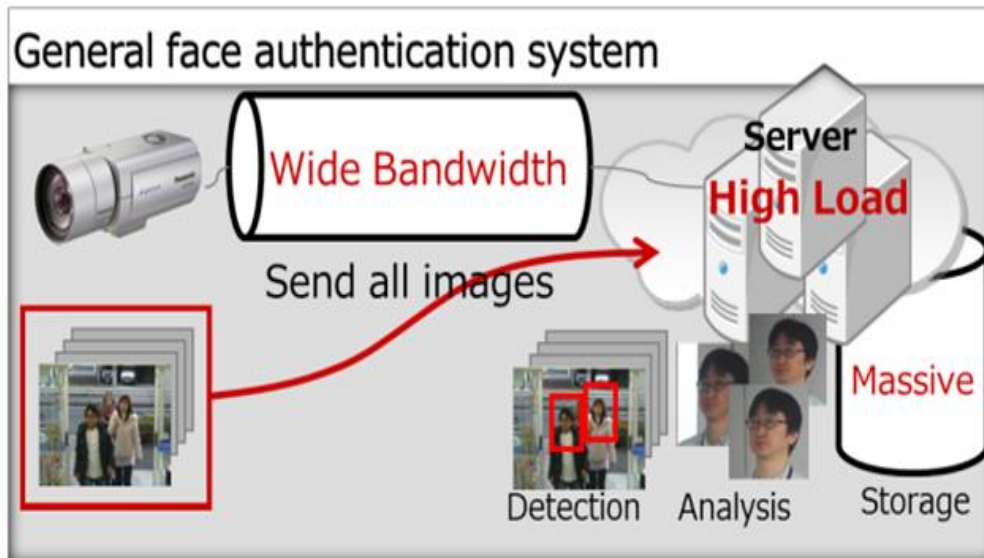 General face authentication system
Wide Bandwidth
Server
High Load
Send all images
Massive
Detection
Analysis
Storage